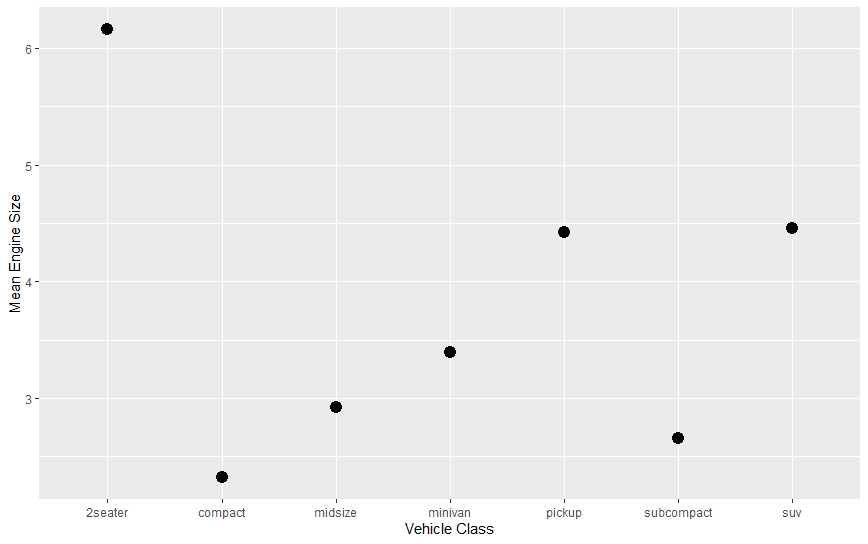 6
5
4
3
Mean Engine Size
2seater compact midsize minivan pickup subcompact suv
Vehicle Class